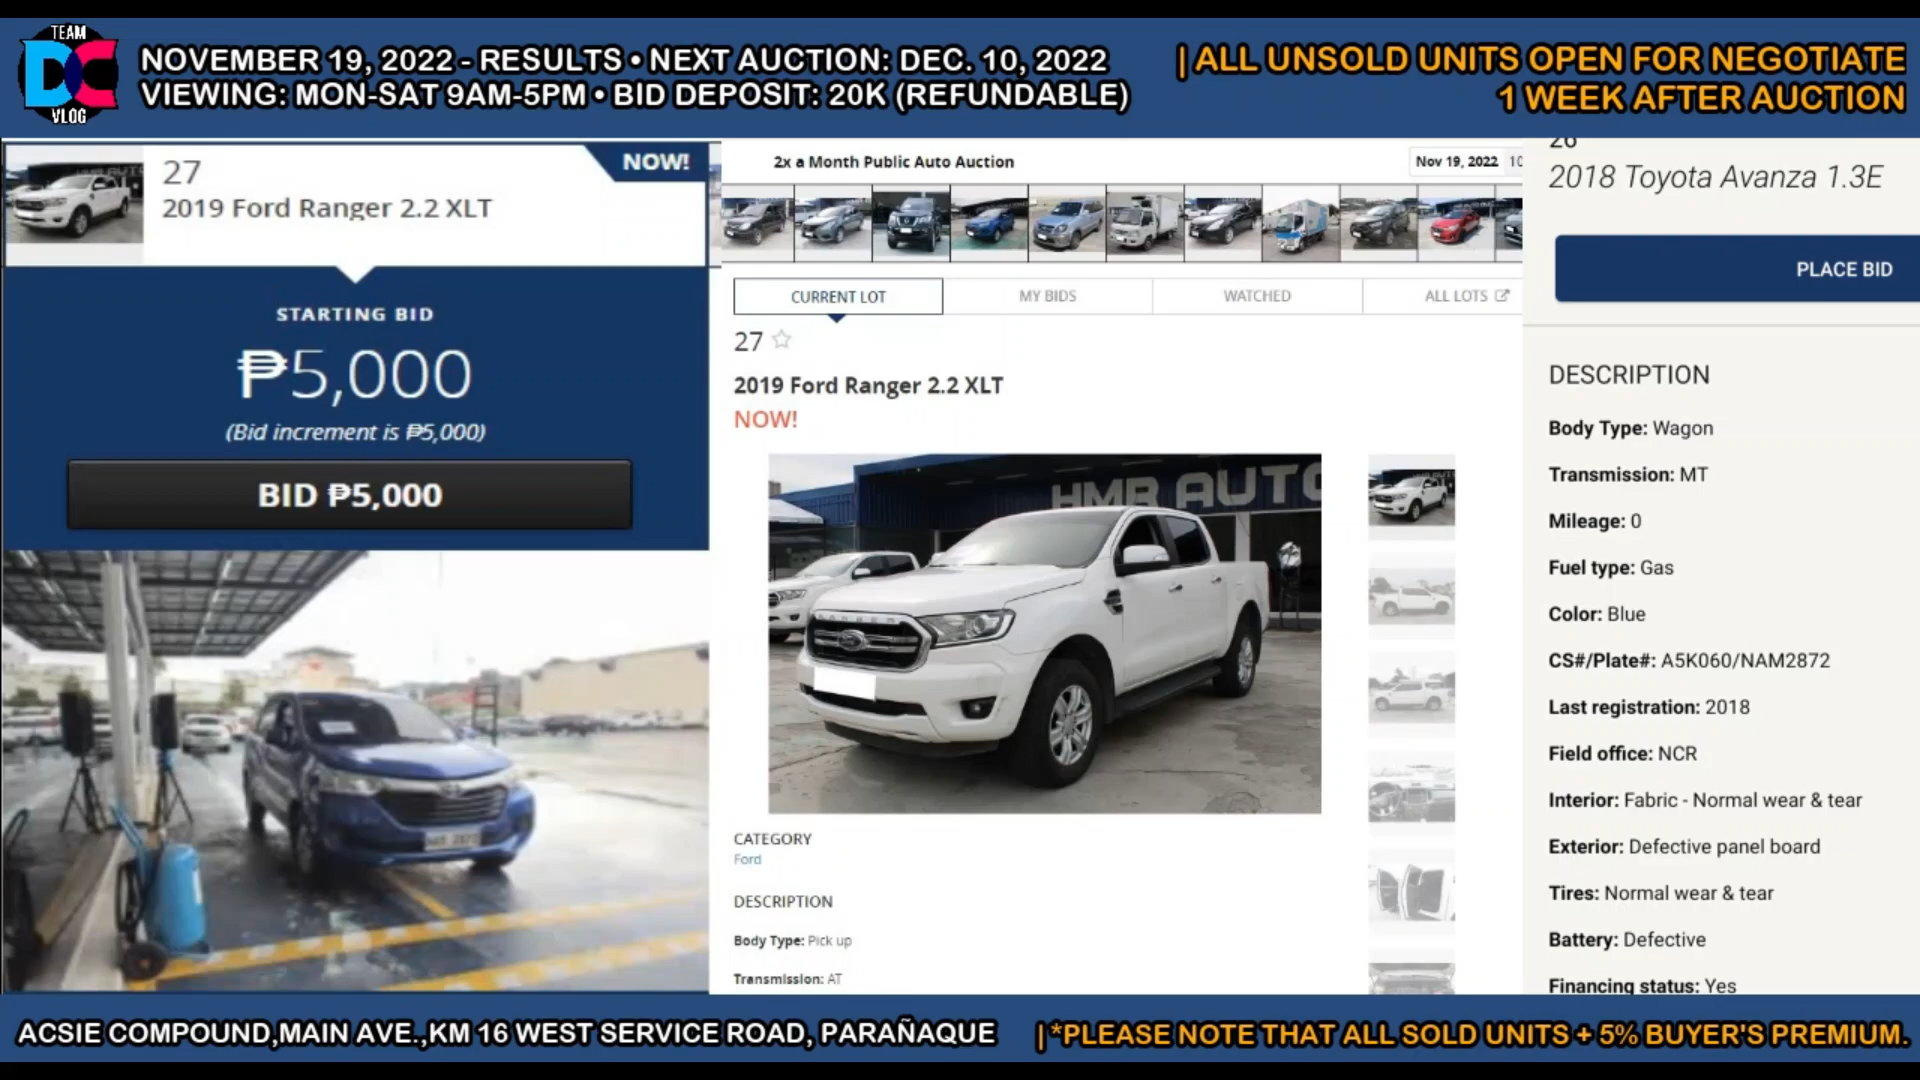 TEAM
DC
VLOG
NOVEMBER 19, 2022 - RESULTS • NEXT AUCTION: DEC. 10, 2022
VIEWING: MON-SAT 9AM-5PM • BID DEPOSIT: 20K (REFUNDABLE)
| ALL UNSOLD UNITS OPEN FOR NEGOTIATE
1 WEEK AFTER AUCTION
27
2019 Ford Ranger 2.2 XLT
NOW!
STARTING BID
₱5,000
(Bid increment is ₱5,000)
BID ₱5,000
2x a Month Public Auto Auction
Nov 19, 2022 10
CURRENT LOT
MY BIDS
WATCHED
ALL LOTS
27
2019 Ford Ranger 2.2 XLT
NOW!
HMR AUTO
RANGER
Ford
CATEGORY
Ford
DESCRIPTION
Body Type: Pick up
Transmission: AT
26
2018 Toyota Avanza 1.3E
PLACE BID
DESCRIPTION
Body Type: Wagon
Transmission: MT
Mileage: 0
Fuel type: Gas
Color: Blue
CS#/Plate#: A5K060/NAM2872
Last registration: 2018
Field office: NCR
Interior: Fabric - Normal wear & tear
Exterior: Defective panel board
Tires: Normal wear & tear
Battery: Defective
Financing status: Yes
ACSIE COMPOUND,MAIN AVE.,KM 16 WEST SERVICE ROAD, PARAÑAQUE
|*PLEASE NOTE THAT ALL SOLD UNITS + 5% BUYER'S PREMIUM.